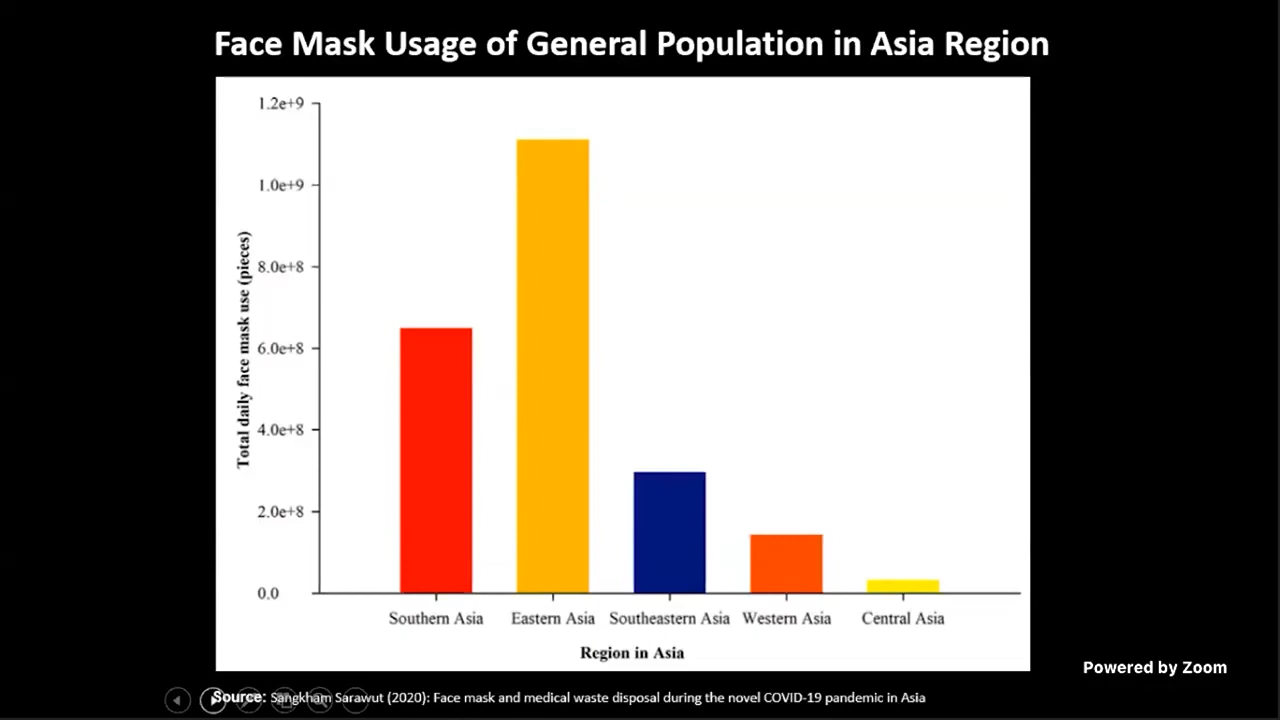 Face Mask Usage of General Population in Asia Region
1.2e+9
1.0e+9
8.0e+8
6.0e+8
4.0e+8
2.0e+8
0.0
Total daily face mask use (pieces)
Southern Asia Eastern Asia Southeastern Asia Western Asia Central Asia
Region in Asia
Powered by Zoom
Source: Sangkham Sarawut (2020): Face mask and medical waste disposal during the novel COVID-19 pandemic in Asia